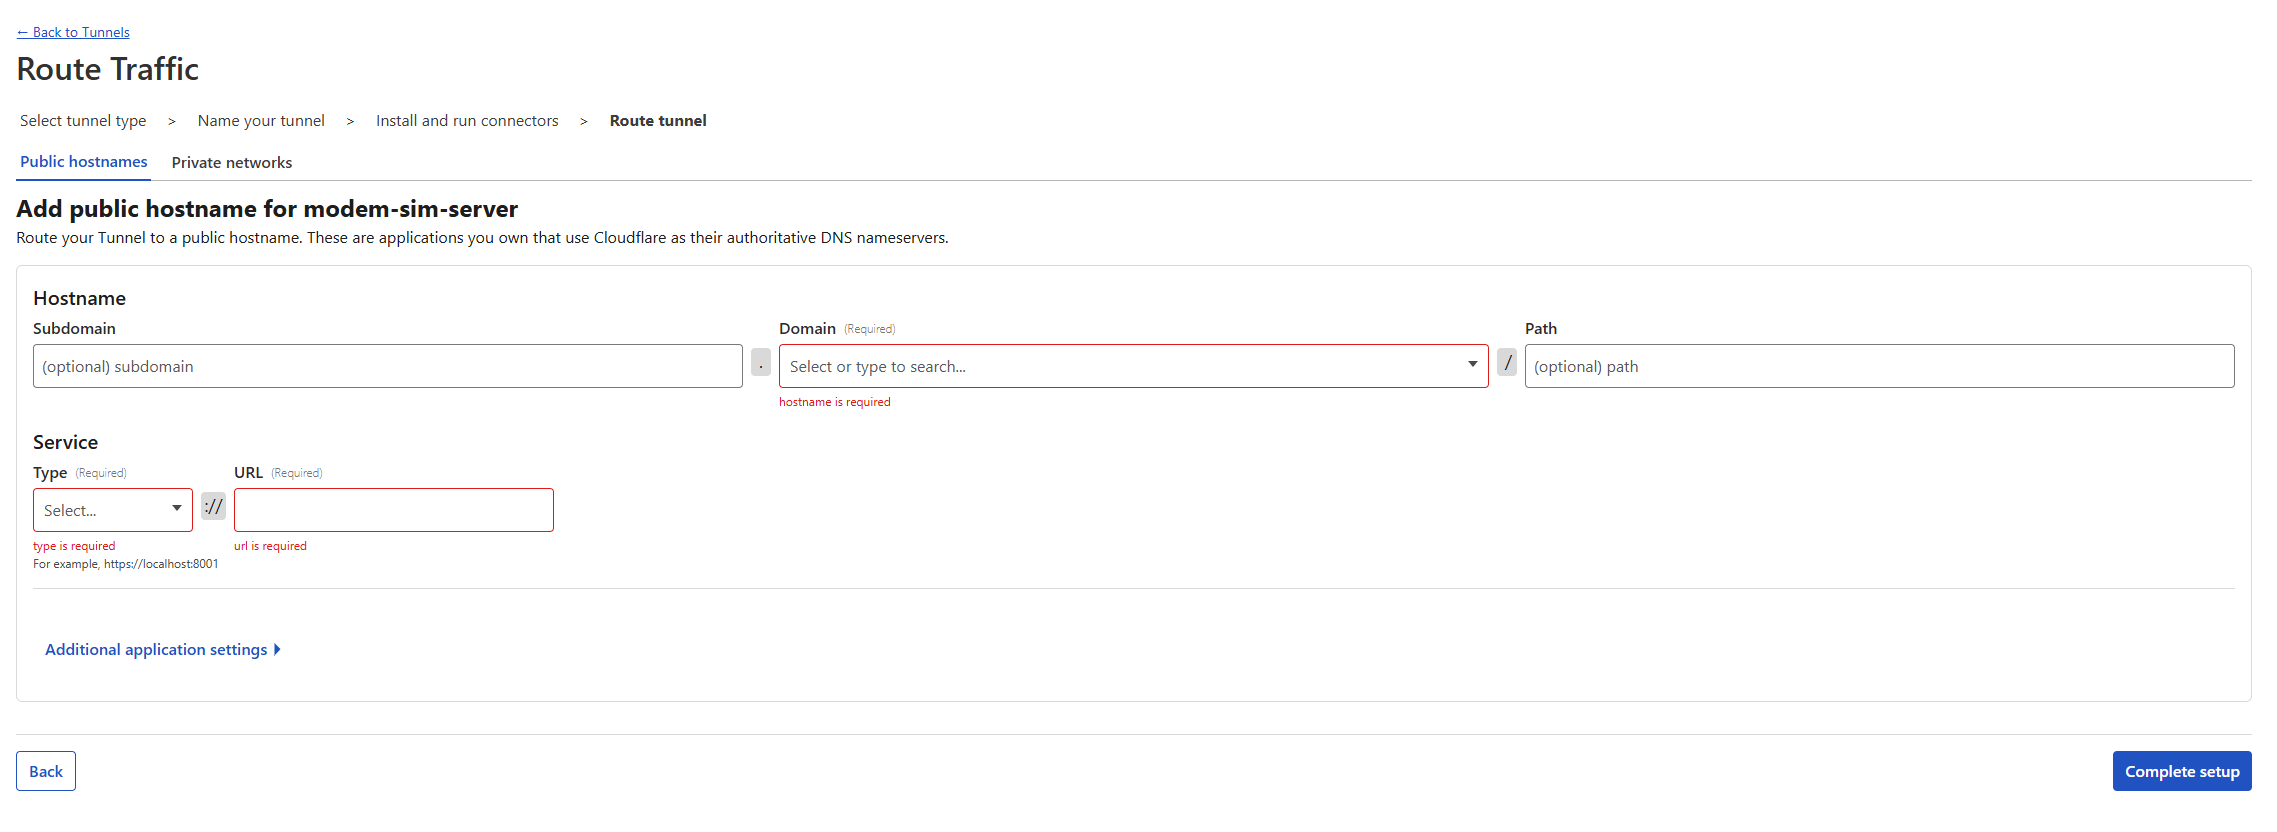 ← Back to Tunnels
Route Traffic
Select tunnel type > Name your tunnel > Install and run connectors > Route tunnel
Public hostnames Private networks
Add public hostname for modem-sim-server
Route your Tunnel to a public hostname. These are applications you own that use Cloudflare as their authoritative DNS nameservers.
Hostname
Subdomain Domain (Required) Path
(optional) subdomain . Select or type to search... / (optional) path
hostname is required
Service
Type (Required) URL (Required)
Select... ://
type is required url is required
For example, https://localhost:8001
Additional application settings
Back Complete setup